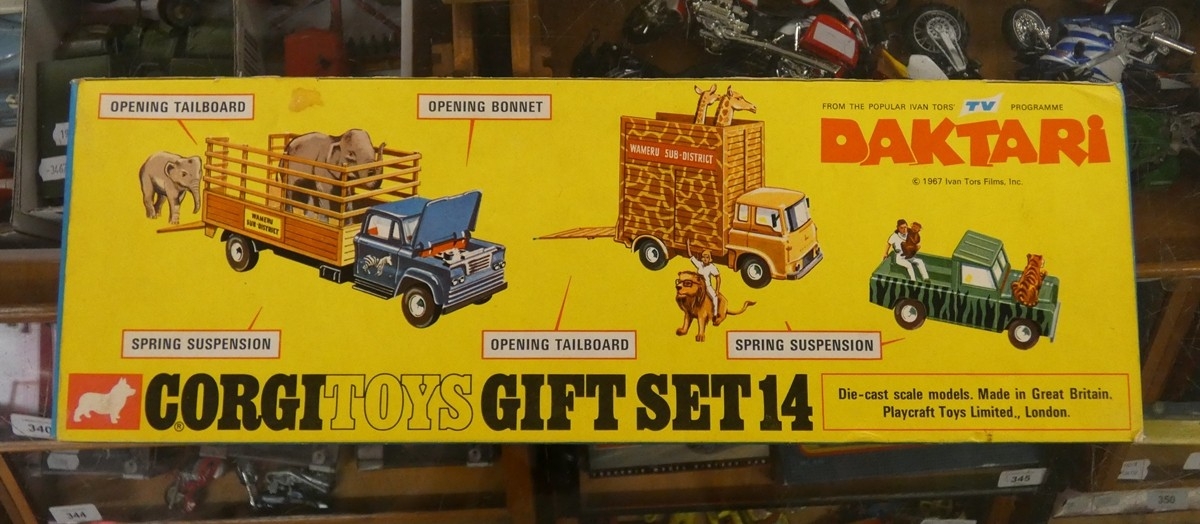 OPENING TAILBOARD
OPENING BONNET
FROM THE POPULAR IVAN TORS' TV PROGRAMME
DAKTARI
© 1967 Ivan Tors Films, Inc.
WAMERU SUB-DISTRICT
WAMERU
SUB-DISTRICT
SPRING SUSPENSION
OPENING TAILBOARD
SPRING SUSPENSION
CORGI TOYS GIFT SET 14
®
Die-cast scale models. Made in Great Britain.
Playcraft Toys Limited., London.
340
344
345
350